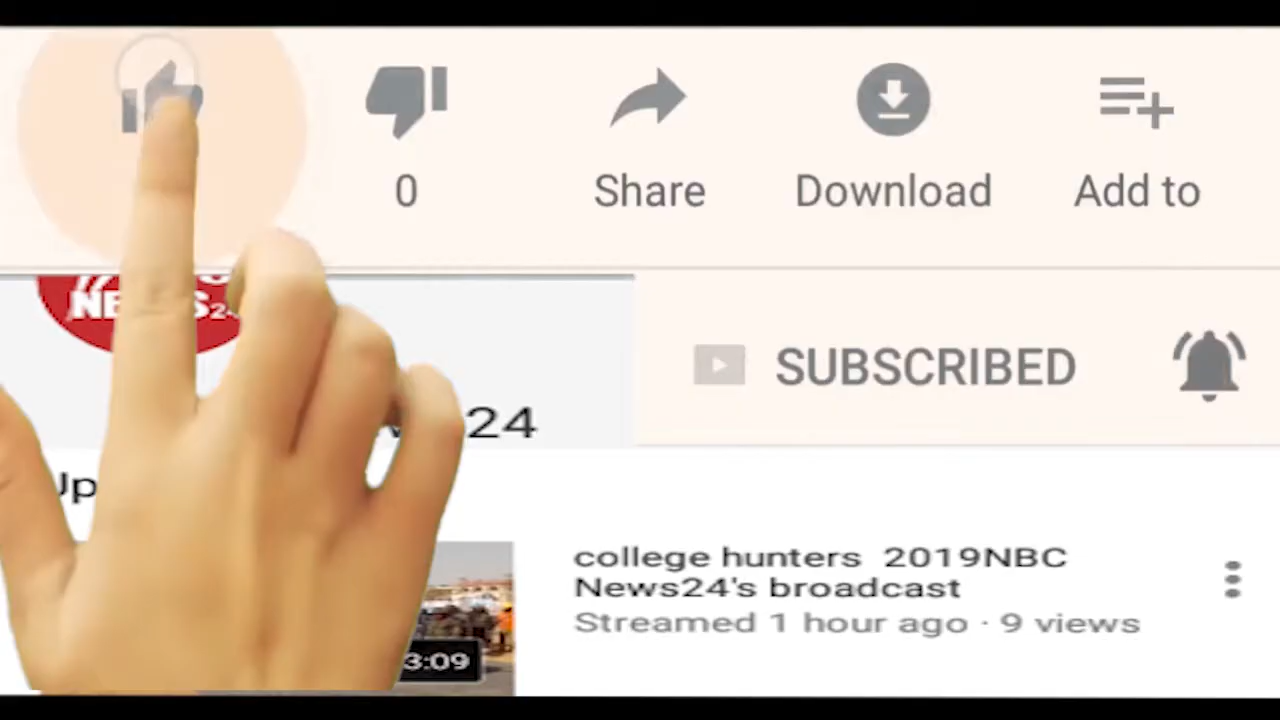 0 Share Download Add to
SUBSCRIBED
24
college hunters 2019NBC
News24's broadcast
Streamed 1 hour ago · 9 views
3:09